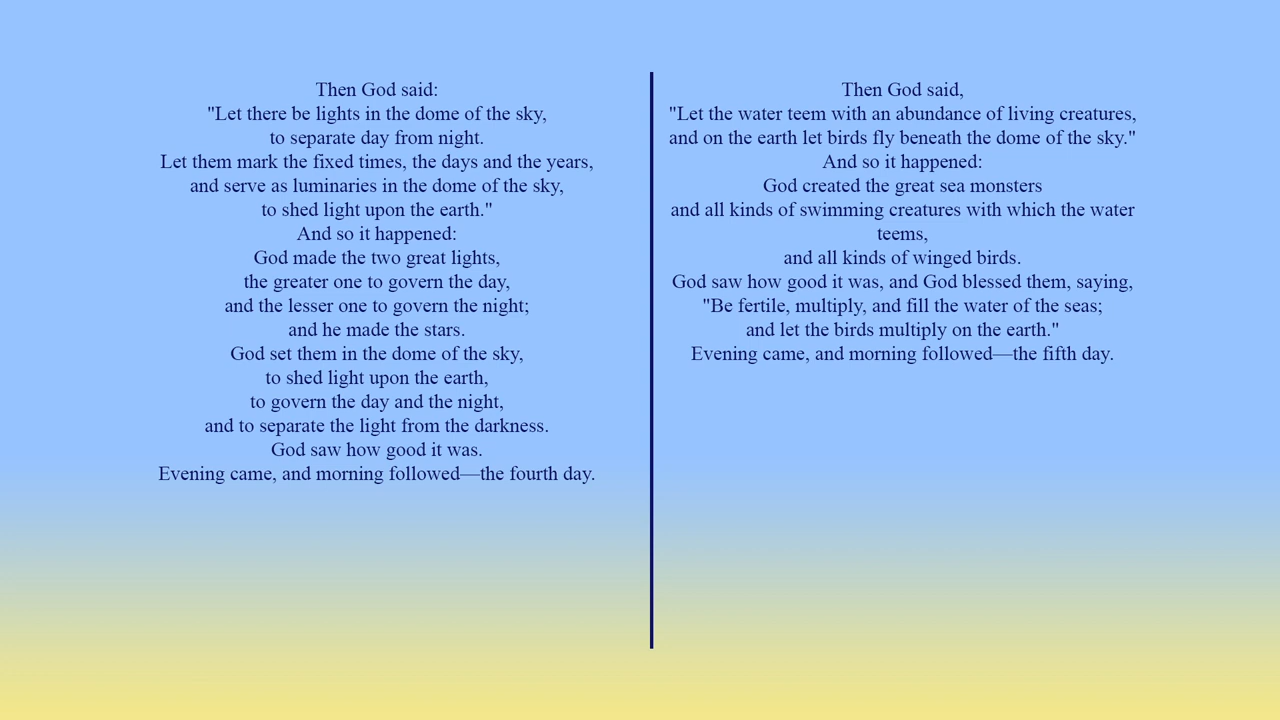 Then God said:
"Let there be lights in the dome of the sky,
to separate day from night.
Let them mark the fixed times, the days and the years,
and serve as luminaries in the dome of the sky,
to shed light upon the earth."
And so it happened:
God made the two great lights,
the greater one to govern the day,
and the lesser one to govern the night;
and he made the stars.
God set them in the dome of the sky,
to shed light upon the earth,
to govern the day and the night,
and to separate the light from the darkness.
God saw how good it was.
Evening came, and morning followed—the fourth day.
Then God said,
"Let the water teem with an abundance of living creatures,
and on the earth let birds fly beneath the dome of the sky."
And so it happened:
God created the great sea monsters
and all kinds of swimming creatures with which the water
teems,
and all kinds of winged birds.
God saw how good it was, and God blessed them, saying,
"Be fertile, multiply, and fill the water of the seas;
and let the birds multiply on the earth."
Evening came, and morning followed—the fifth day.